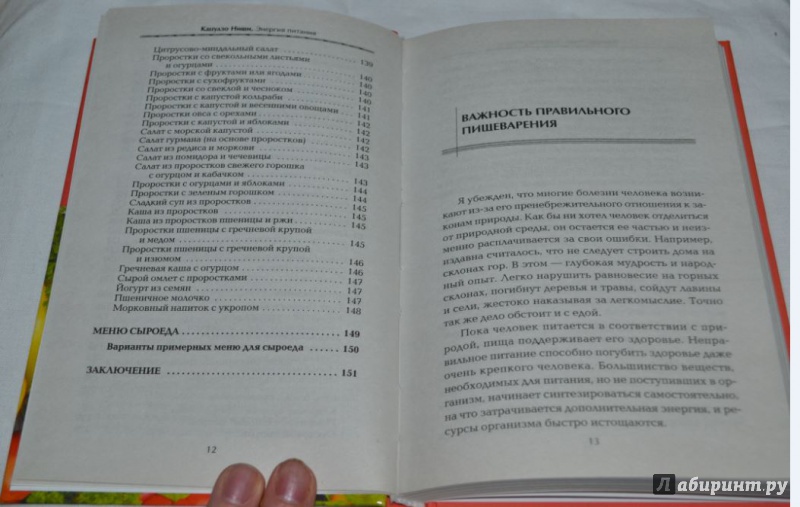 Капулло Нивин. Энергия питания
Цитрусово-миндальный салат 139
Проростки со свекольными листьями
и огурцами 140
Проростки с фруктами или ягодами 140
Проростки с сухофруктами 140
Проростки со свеклой и чесноком 140
Проростки с капустой кольраби 140
Проростки с капустой и весенними овощами 141
Проростки овса с орехами 141
Проростки с капустой и яблоками 142
Салат с морской капустой 142
Салат гурмана (на основе проростков) 142
Салат из редиса и моркови 142
Салат из помидора и чечевицы 143
Салат из проростков свежего горошка
с огурцом и кабачком 143
Проростки с огурцами и яблоками 143
Проростки с зеленым горошком 144
Сладкий суп из проростков 144
Каша из проростков 145
Каша из проростков пшеницы и ржи 145
Проростки пшеницы с гречневой крупой
и медом 145
Проростки пшеницы с гречневой крупой
и изюмом 146
Гречневая каша с огурцом 146
Сырой омлет с проростками 147
Йогурт из семян 147
Пшеничное молочко 147
Морковный напиток с укропом 148
МЕНЮ СЫРОЕДА 149
Варианты примерных меню для сыроеда 150
ЗАКЛЮЧЕНИЕ 151
12
ВАЖНОСТЬ ПРАВИЛЬНОГО
ПИЩЕВАРЕНИЯ
Я убежден, что многие болезни человека возни-
кают из-за его пренебрежительного отношения к за-
конам природы. Как бы ни хотел человек отделиться
от природной среды, он остается ее частью и неиз-
менно расплачивается за свои ошибки. Например,
издавна считалось, что не следует строить дома на
склонах гор. В этом — глубокая мудрость и народ-
ный опыт. Легко нарушить равновесие на горных
склонах, погибнут деревья и травы, сойдут лавины
и сели, жестоко наказывая за легкомыслие. Точно
так же дело обстоит и с едой.
Пока человек питается в соответствии с при-
родой, пища поддерживает его здоровье. Неправ-
ильное питание способно погубить здоровье даже
очень крепкого человека. Большинство веществ,
необходимых для питания, но не поступивших в ор-
ганизм, начинает синтезироваться самостоятельно,
на что затрачивается дополнительная энергия, и ре-
сурсы организма быстро истощаются.
13
Лабиринт.ру